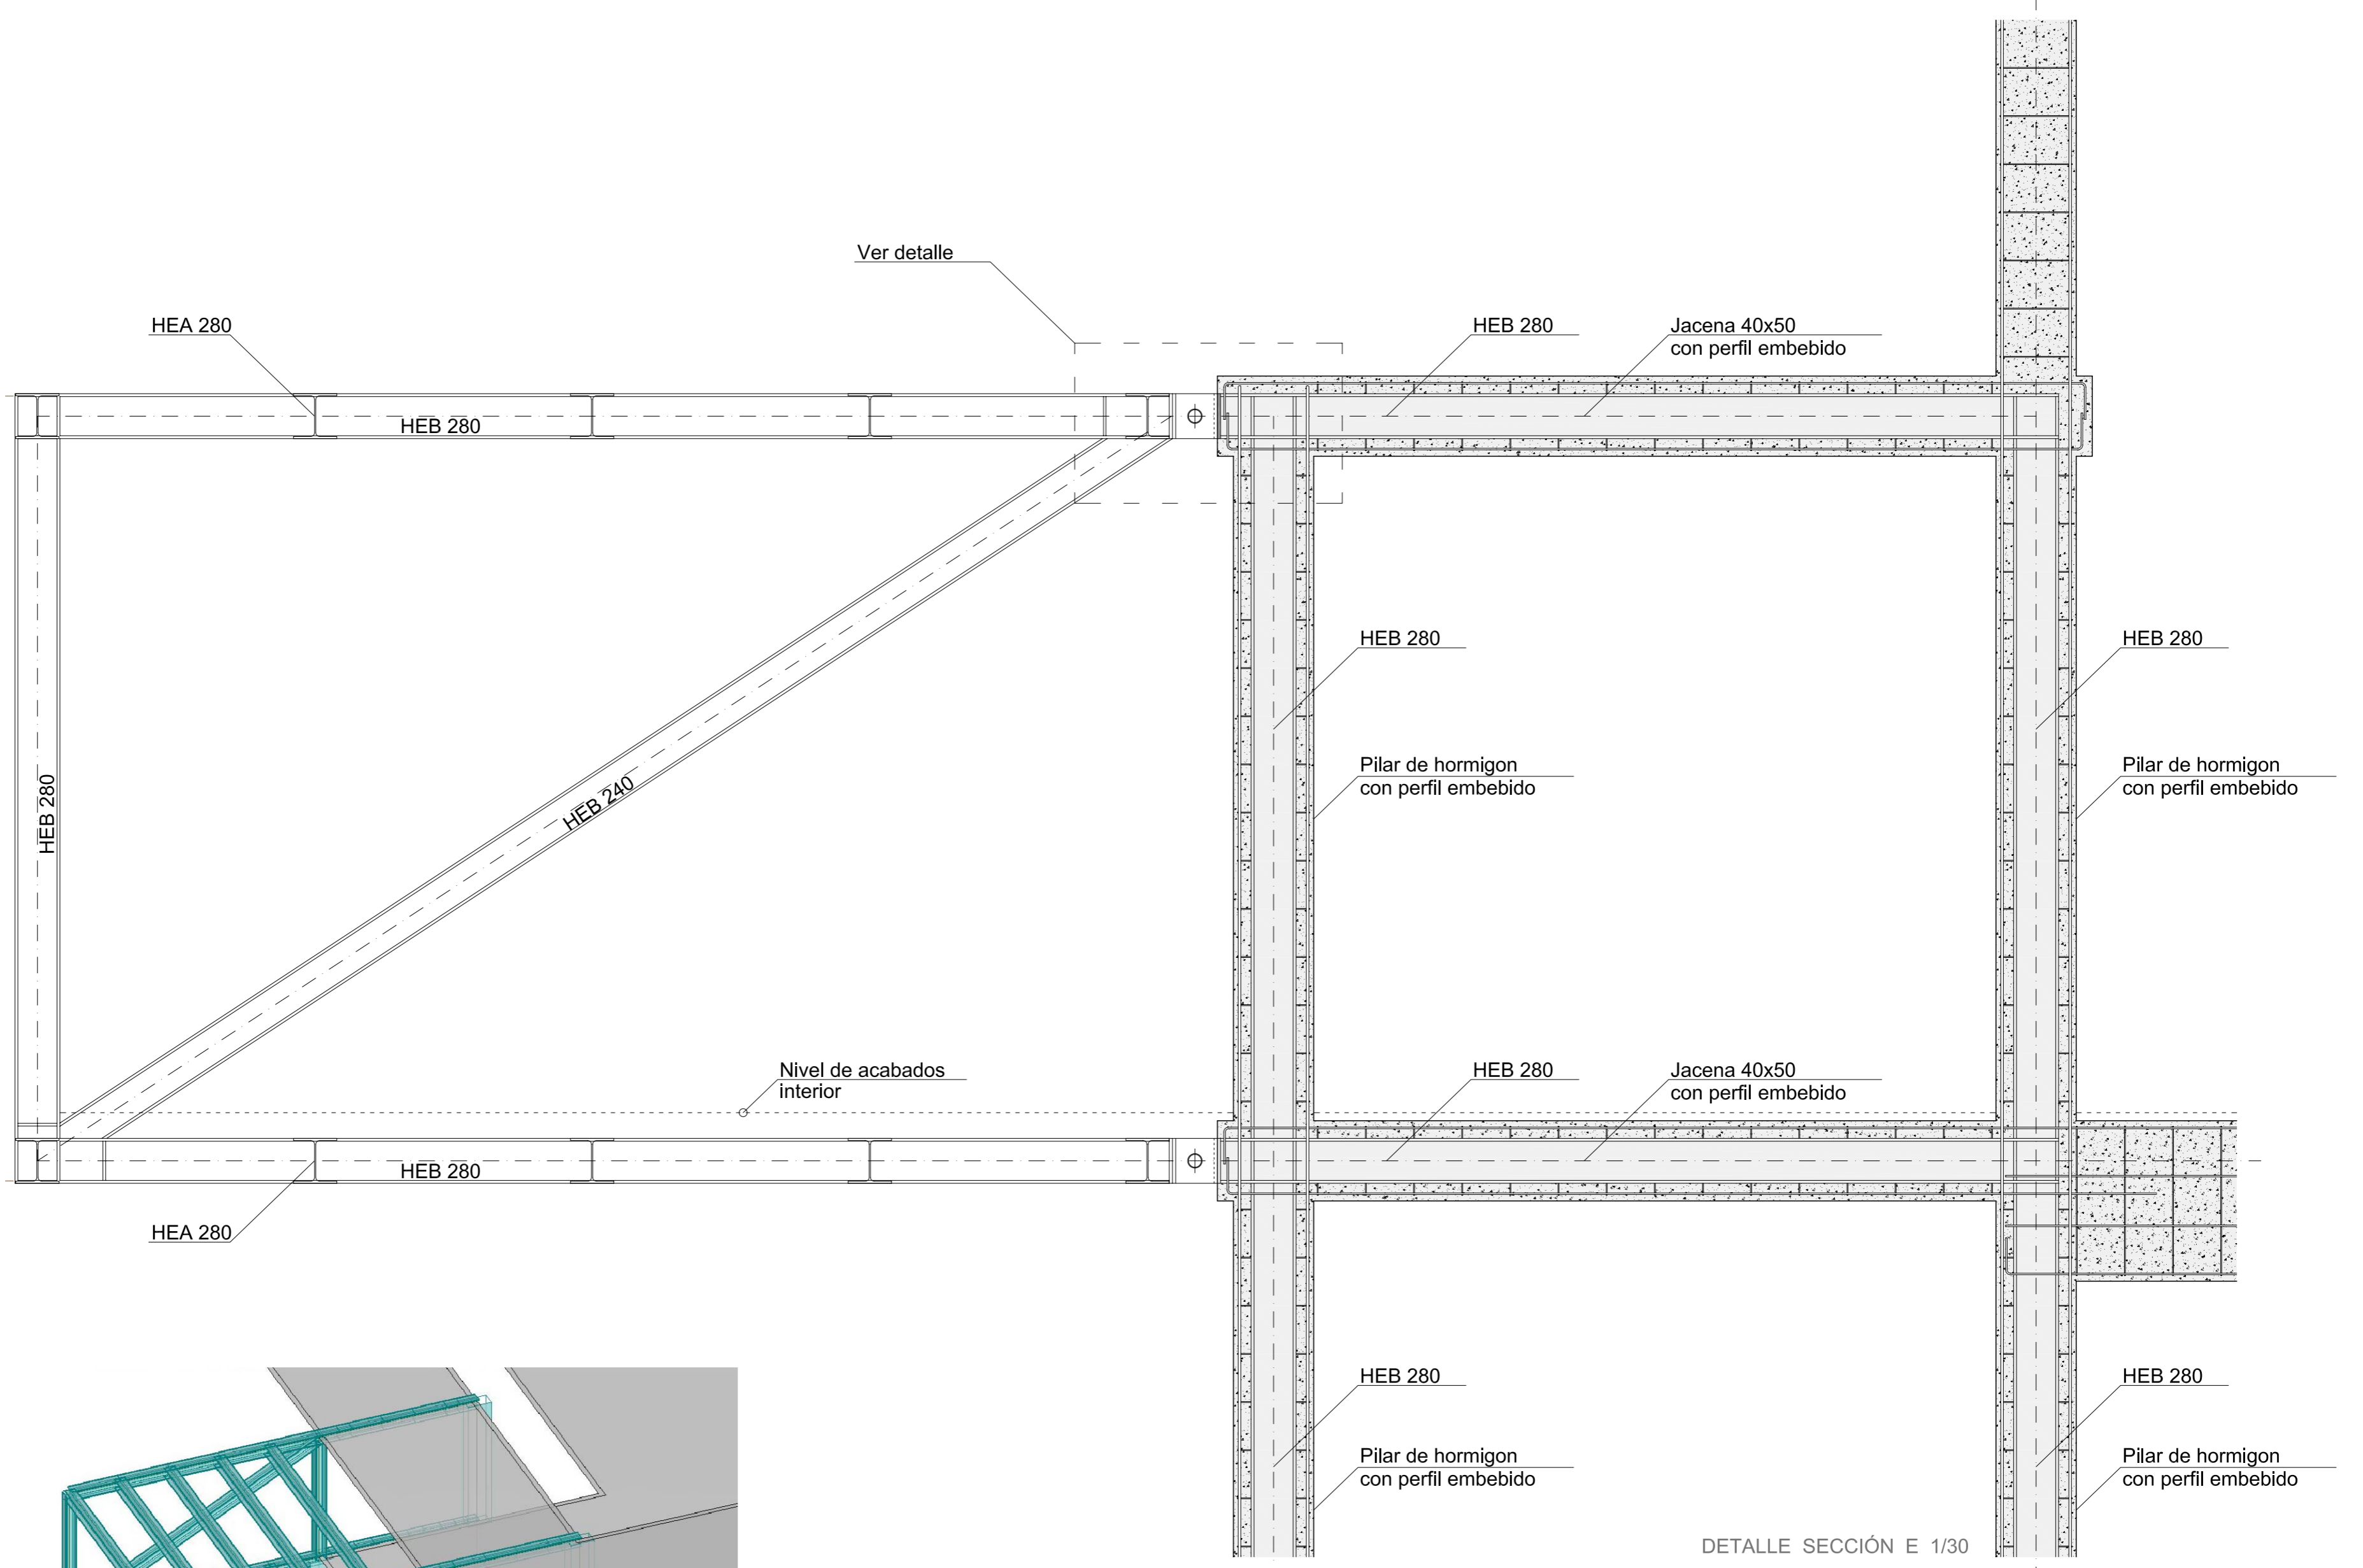 Ver detalle
HEA 280
HEB 280
Jacena 40x50
con perfil embebido
HEB 280
HEB 280
HEB 280
Pilar de hormigon
con perfil embebido
Pilar de hormigon
con perfil embebido
HEB 280
HEB 240
Nivel de acabados
interior
HEB 280
Jacena 40x50
con perfil embebido
HEB 280
HEA 280
HEB 280
HEB 280
Pilar de hormigon
con perfil embebido
Pilar de hormigon
con perfil embebido
DETALLE SECCIÓN E 1/30